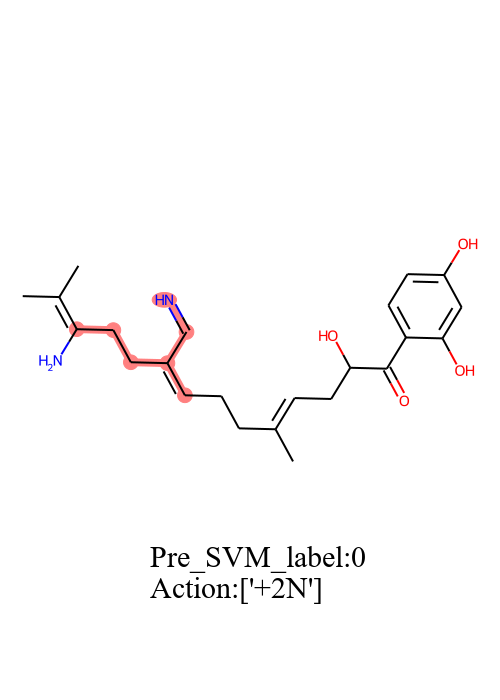 OH
HN
HO
H2N
OH
O
Pre_SVM_label:0
Action:['+2N']